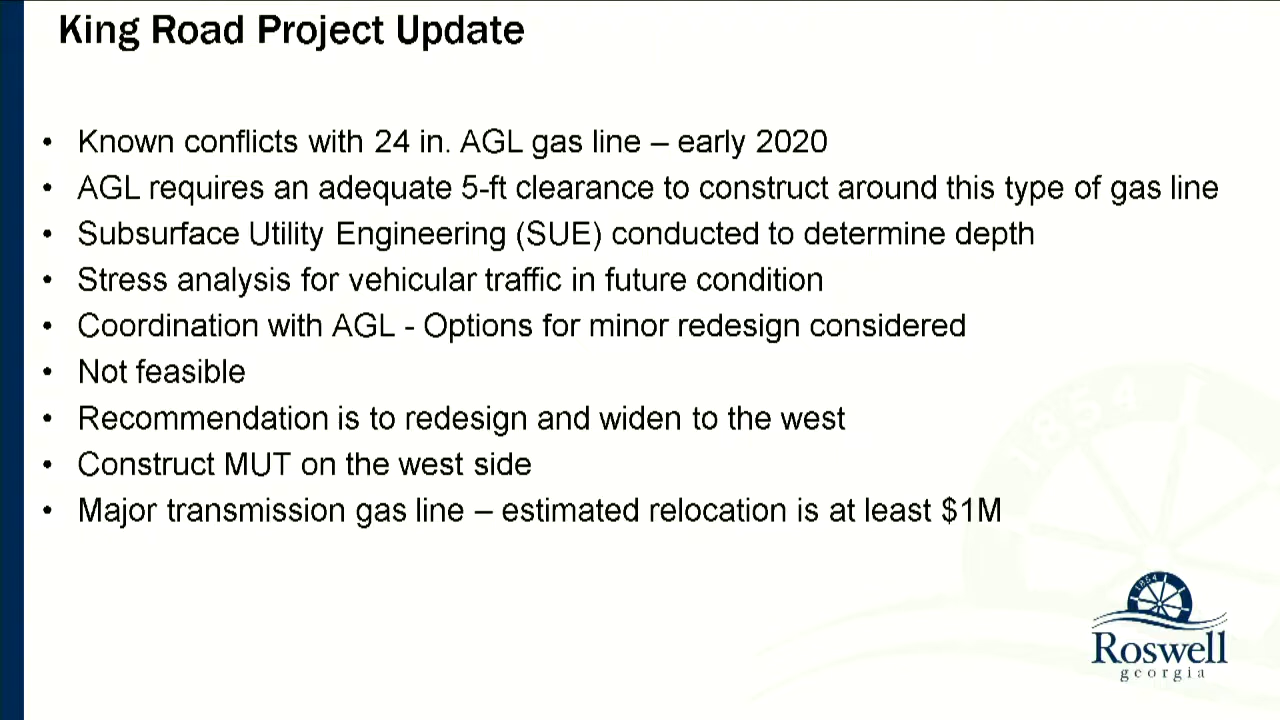 King Road Project Update
• Known conflicts with 24 in. AGL gas line – early 2020
• AGL requires an adequate 5-ft clearance to construct around this type of gas line
• Subsurface Utility Engineering (SUE) conducted to determine depth
• Stress analysis for vehicular traffic in future condition
• Coordination with AGL - Options for minor redesign considered
• Not feasible
• Recommendation is to redesign and widen to the west
• Construct MUT on the west side
• Major transmission gas line – estimated relocation is at least $1M
1854
1854
Roswell
georgia